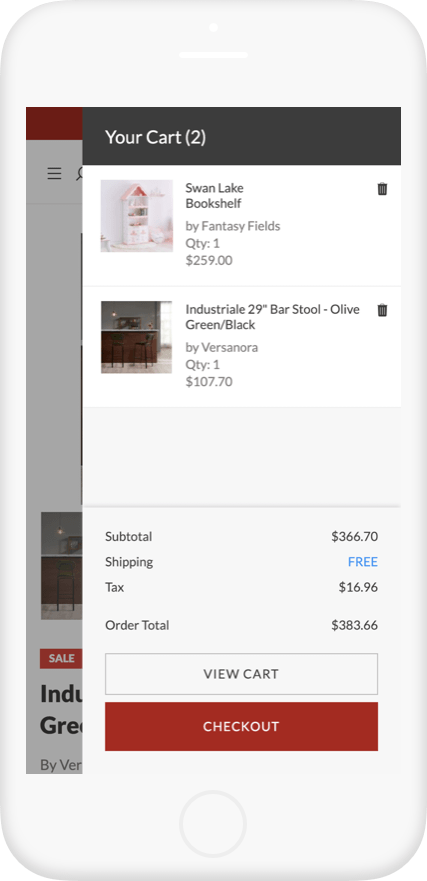 Your Cart (2)
Swan Lake
Bookshelf
by Fantasy Fields
Qty: 1
$259.00
Industriale 29" Bar Stool - Olive
Green/Black
by Versanora
Qty: 1
$107.70
Subtotal $366.70
Shipping FREE
Tax $16.96
Order Total $383.66
VIEW CART
CHECKOUT
SALE
Indu
Gree
By Ver